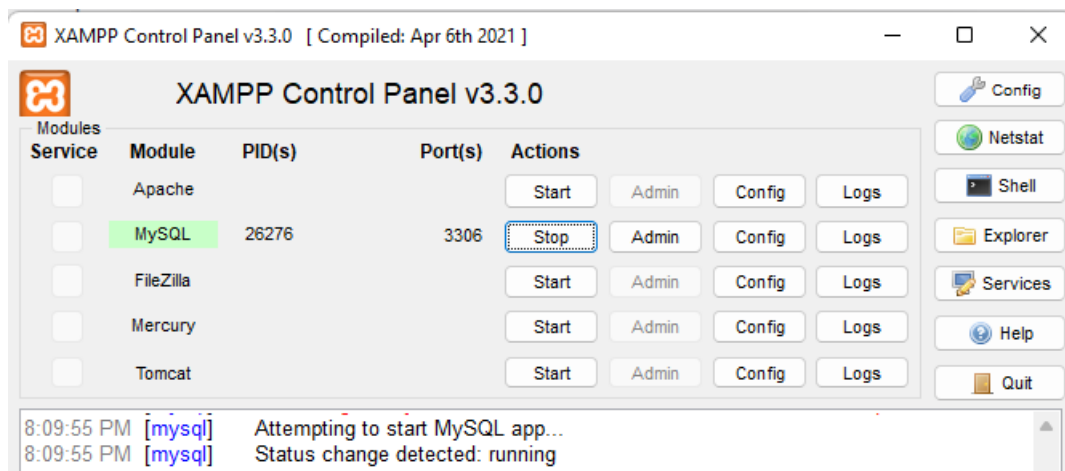 XAMPP Control Panel v3.3.0 [ Compiled: Apr 6th 2021 ]
XAMPP Control Panel v3.3.0
Config
Modules
Service Module PID(s) Port(s) Actions
Netstat
Apache Start Admin Config Logs
Shell
MySQL 26276 3306 Stop Admin Config Logs
Explorer
FileZilla Start Admin Config Logs
Services
Mercury Start Admin Config Logs
Help
Tomcat Start Admin Config Logs
Quit
8:09:55 PM [mysql] Attempting to start MySQL app...
8:09:55 PM [mysql] Status change detected: running